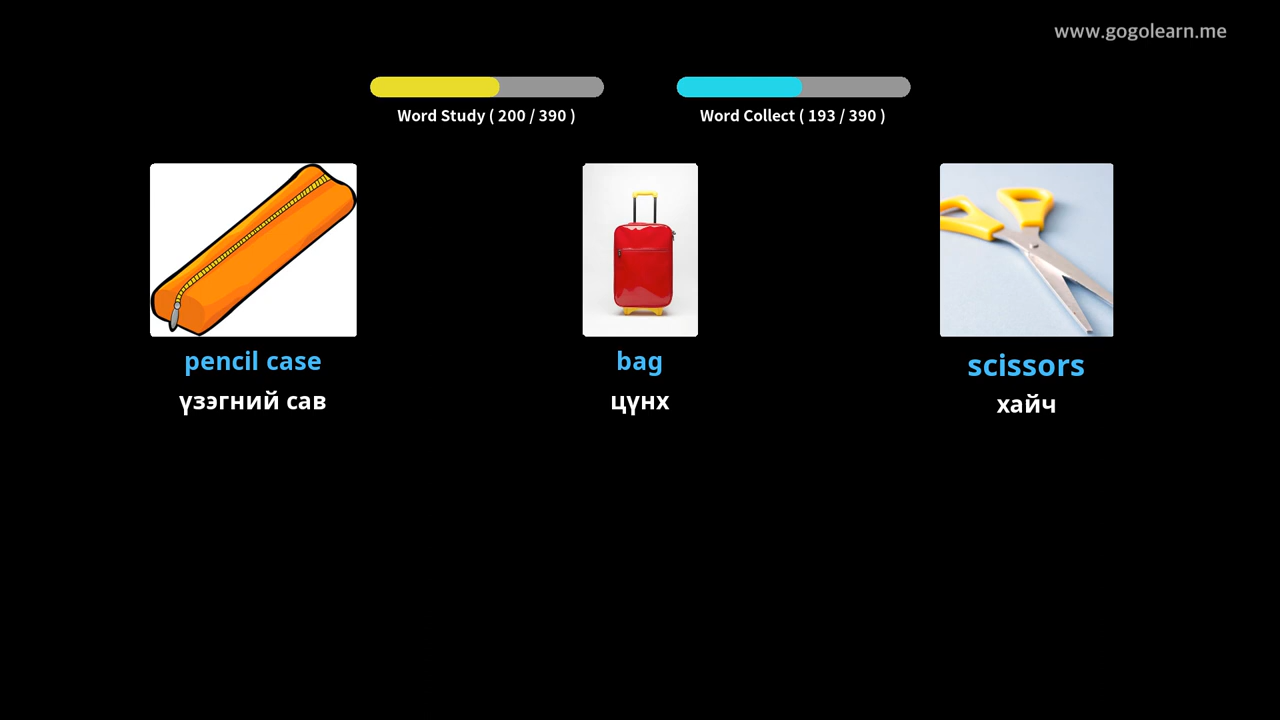 www.gogolearn.me
Word Study ( 200 / 390 )
Word Collect ( 193 / 390 )
pencil case
үзэгний сав
bag
цүнх
scissors
хайч